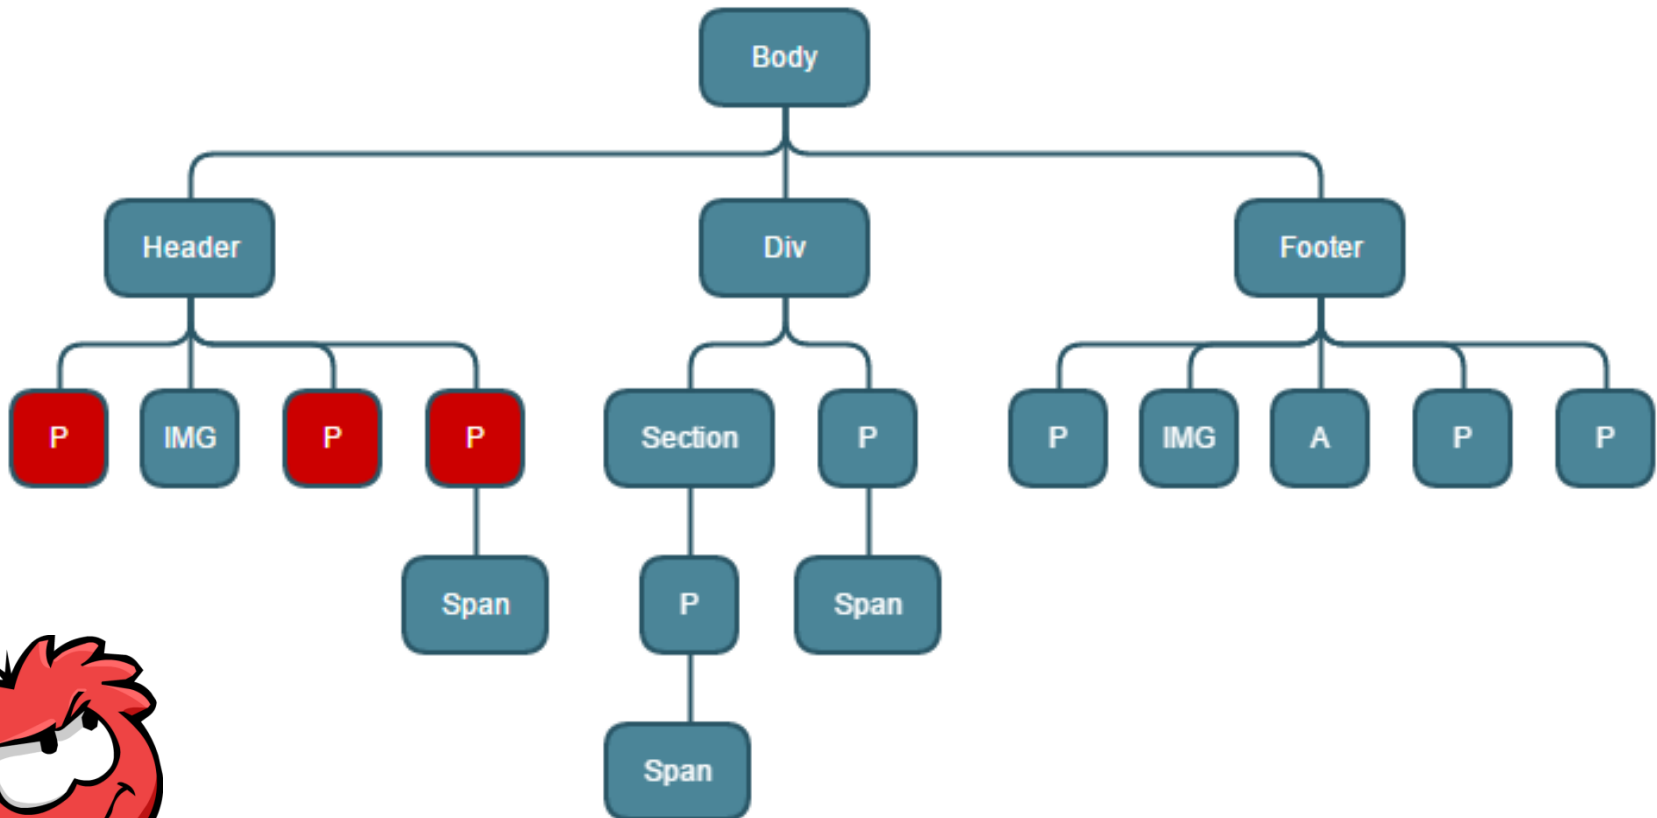 Body
Header
Div
Footer
P
IMG
P
P
Section
P
P
IMG
A
P
P
Span
P
Span
Span